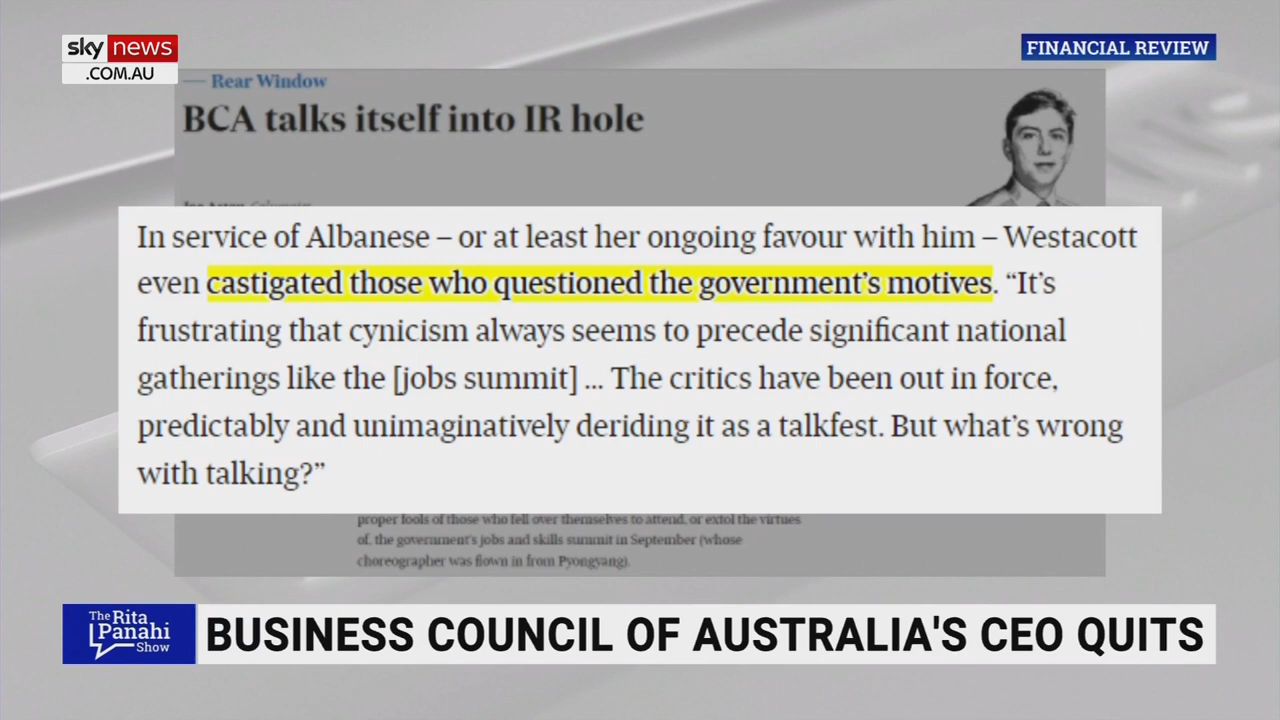 sky news
.COM.AU
FINANCIAL REVIEW
— Rear Window
BCA talks itself into IR hole
In service of Albanese – or at least her ongoing favour with him – Westacott
even castigated those who questioned the government’s motives. “It’s
frustrating that cynicism always seems to precede significant national
gatherings like the [jobs summit] ... The critics have been out in force,
predictably and unimaginatively deriding it as a talkfest. But what’s wrong
with talking?”
proper fools of those who fell over themselves to attend, or extol the virtues
of, the government's jobs and skills summit in September (whose
choreographer was flown in from Pyongyang).
The Rita
Panahi
Show
BUSINESS COUNCIL OF AUSTRALIA'S CEO QUITS